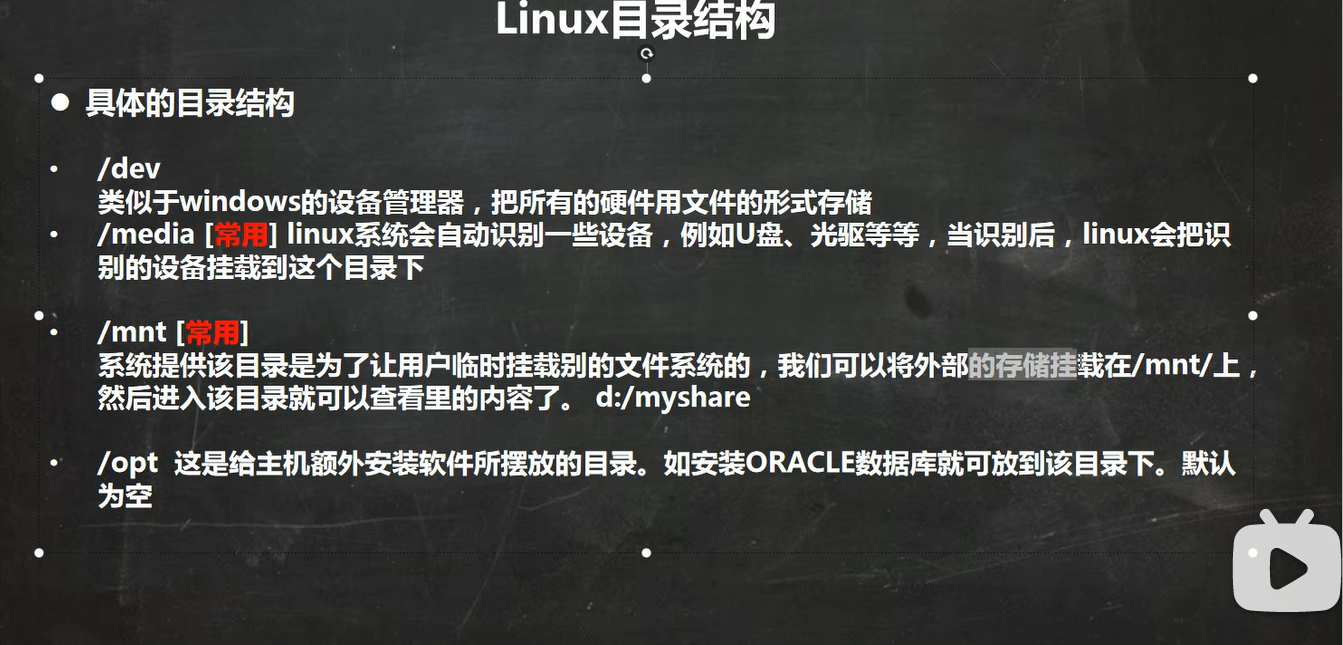 Linux目录结构
● 具体的目录结构
• /dev
类似于windows的设备管理器，把所有的硬件用文件的形式存储
• /media [常用] linux系统会自动识别一些设备，例如U盘、光驱等等，当识别后，linux会把识
别的设备挂载到这个目录下
• /mnt [常用]
系统提供该目录是为了让用户临时挂载别的文件系统的，我们可以将外部的存储挂载在/mnt/上，
然后进入该目录就可以查看里的内容了。 d:/myshare
• /opt 这是给主机额外安装软件所摆放的目录。如安装ORACLE数据库就可放到该目录下。默认
为空